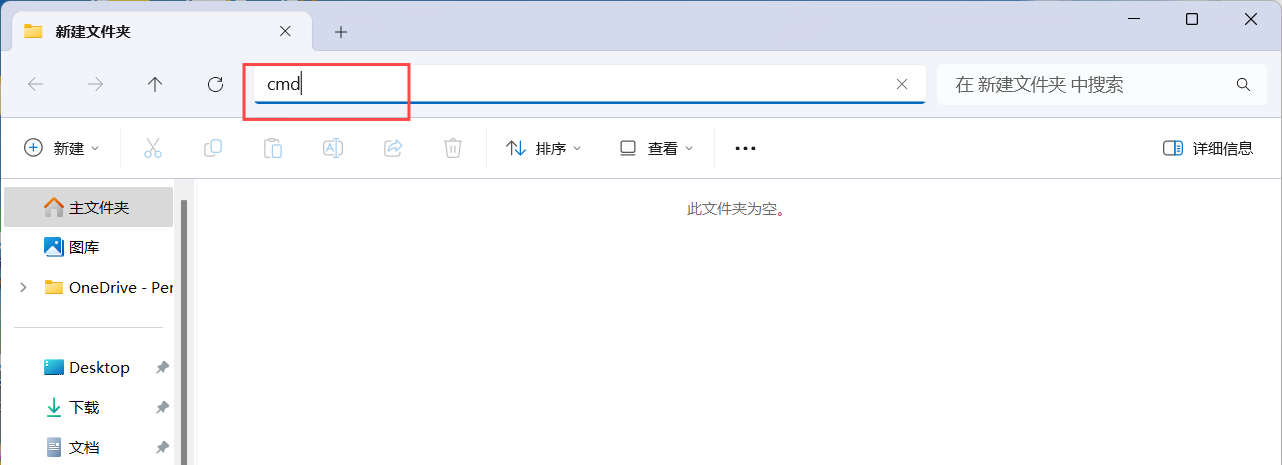 新建文件夹
cmd
在 新建文件夹 中搜索
新建
排序
查看
详细信息
主文件夹
此文件夹为空。
图库
OneDrive - Per
Desktop
下载
文档